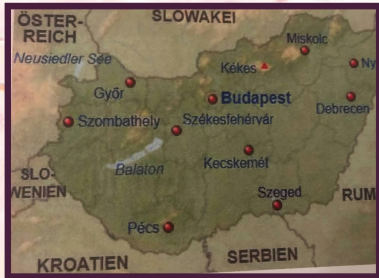 ÖSTER-
REICH
SLOWAKEI
Miskolc
Neusiedler See
Kékes
Ny
Győr
Budapest
Debrecen
Szombathely
Székesfehérvár
Balaton
Kecskemét
SLO-
WENIEN
Szeged
RUM
Pécs
KROATIEN
SERBIEN